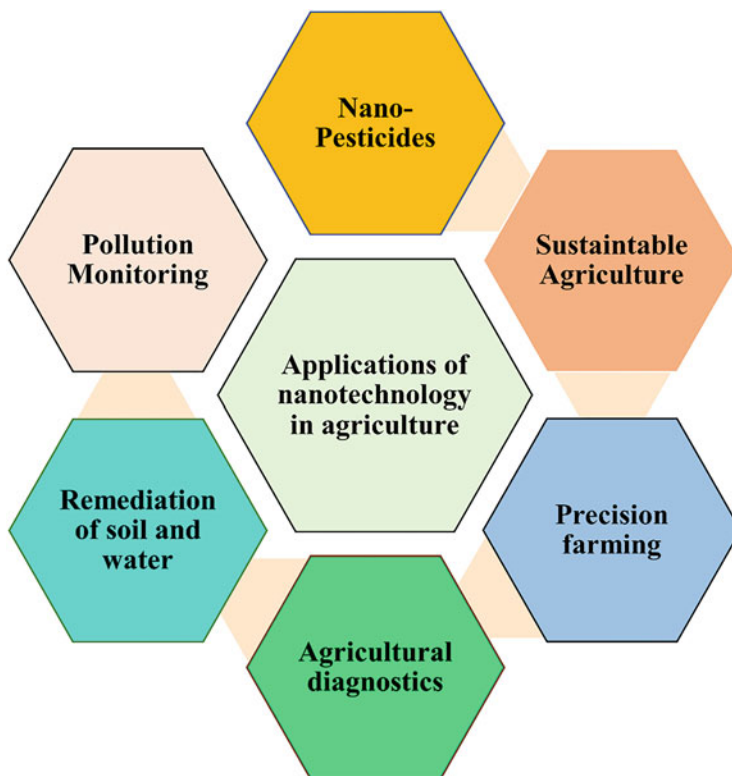 Nano-
Pesticides
Pollution
Monitoring
Sustaintable
Agriculture
Applications of
nanotechnology
in agriculture
Remediation
of soil and
water
Precision
farming
Agricultural
diagnostics